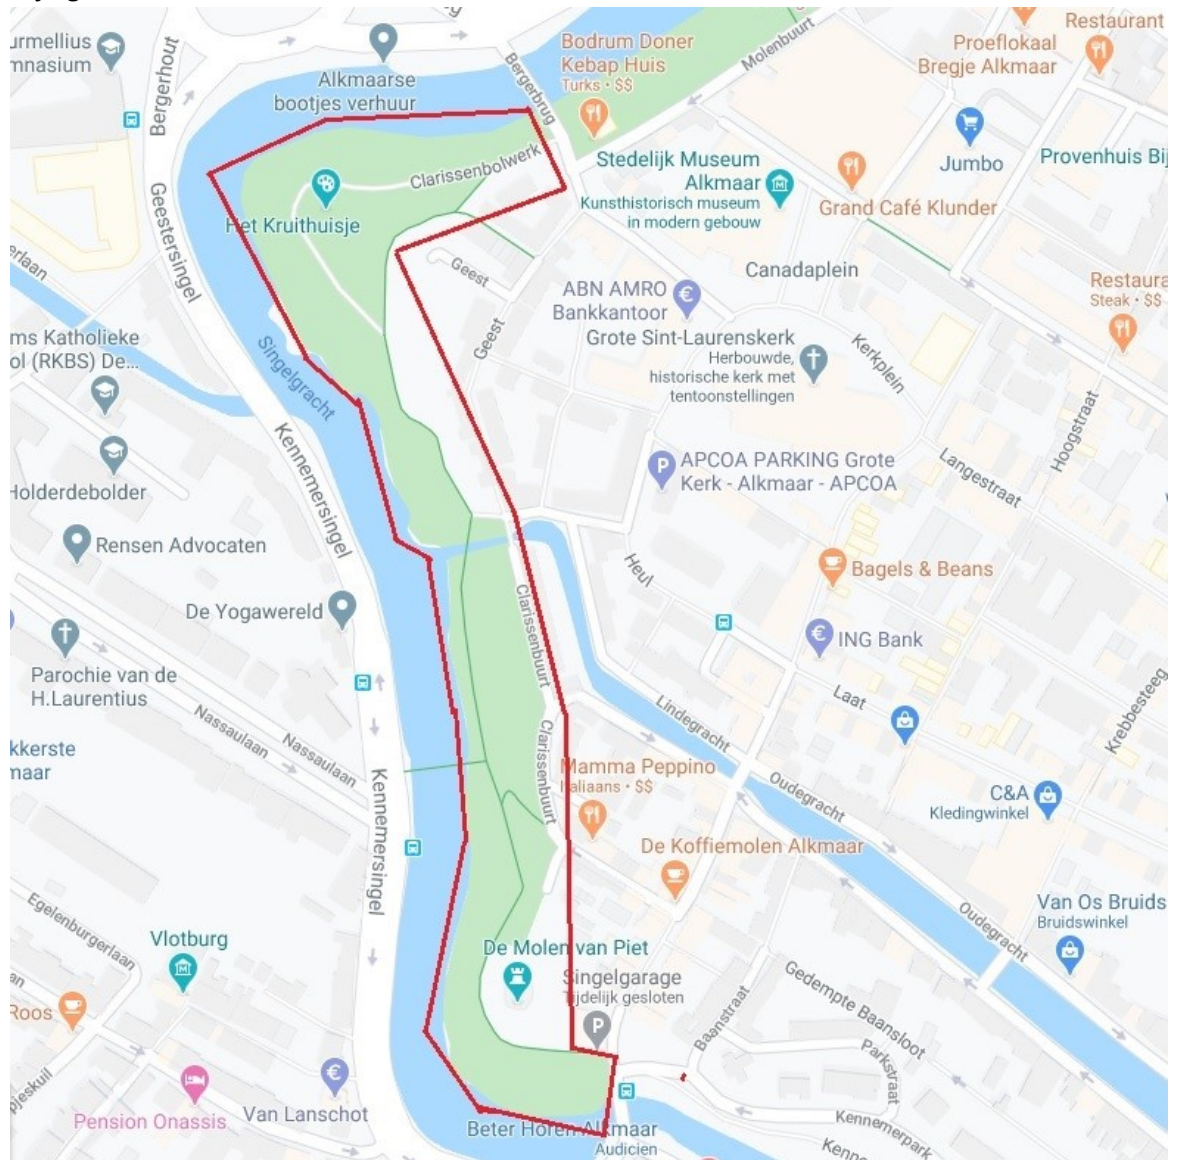 Restaurant
urmellius
mnasium
Bergerhout
Alkmaarse
bootjes verhuur
Bergerbrug
Bodrum Doner
Kebap Huis
Turks • $$
Molenbuurt
Proeflokaal
Bregje Alkmaar
Jumbo
Provenhuis Bij
Clarissenbolwerk
Stedelijk Museum
Alkmaar
Kunsthistorisch museum
in modern gebouw
Grand Café Klunder
Het Kruithuisje
Geestersingel
erlaan
Geest
Canadaplein
ABN AMRO
Bankkantoor
Restaura
Steak • $$
Geest
Grote Sint-Laurenskerk
Herbouwde,
historische kerk met
tentoonstellingen
Kerkplein
ms Katholieke
ol (RKBS) De...
Singelgracht
Hoogstraat
Kennemersingel
Langestraat
APCOA PARKING Grote
Kerk - Alkmaar - APCOA
Holderdebolder
Rensen Advocaten
Heul
Bagels & Beans
De Yogawereld
Clarissenbuurt
ING Bank
Parochie van de
H.Laurentius
Laat
Lindegracht
Krebbesteeg
Nassaulaan
Nassaulaan
kkerste
maar
Clarissenbuurt
Mamma Peppino
Italiaans • $$
Oudegracht
C&A
Kledingwinkel
Kennemersingel
De Koffiemolen Alkmaar
Egelenburgerlaan
Van Os Bruids
Bruidswinkel
Oudegracht
Vlotburg
De Molen van Piet
Singelgarage
Tijdelijk gesloten
an
Roos
Gedempte Baansloot
Baanstraat
Parkstraat
pjeskuil
Pension Onassis
Van Lanschot
Beter Horen Alkmaar
Audicien
Kennemerpark
Kenne